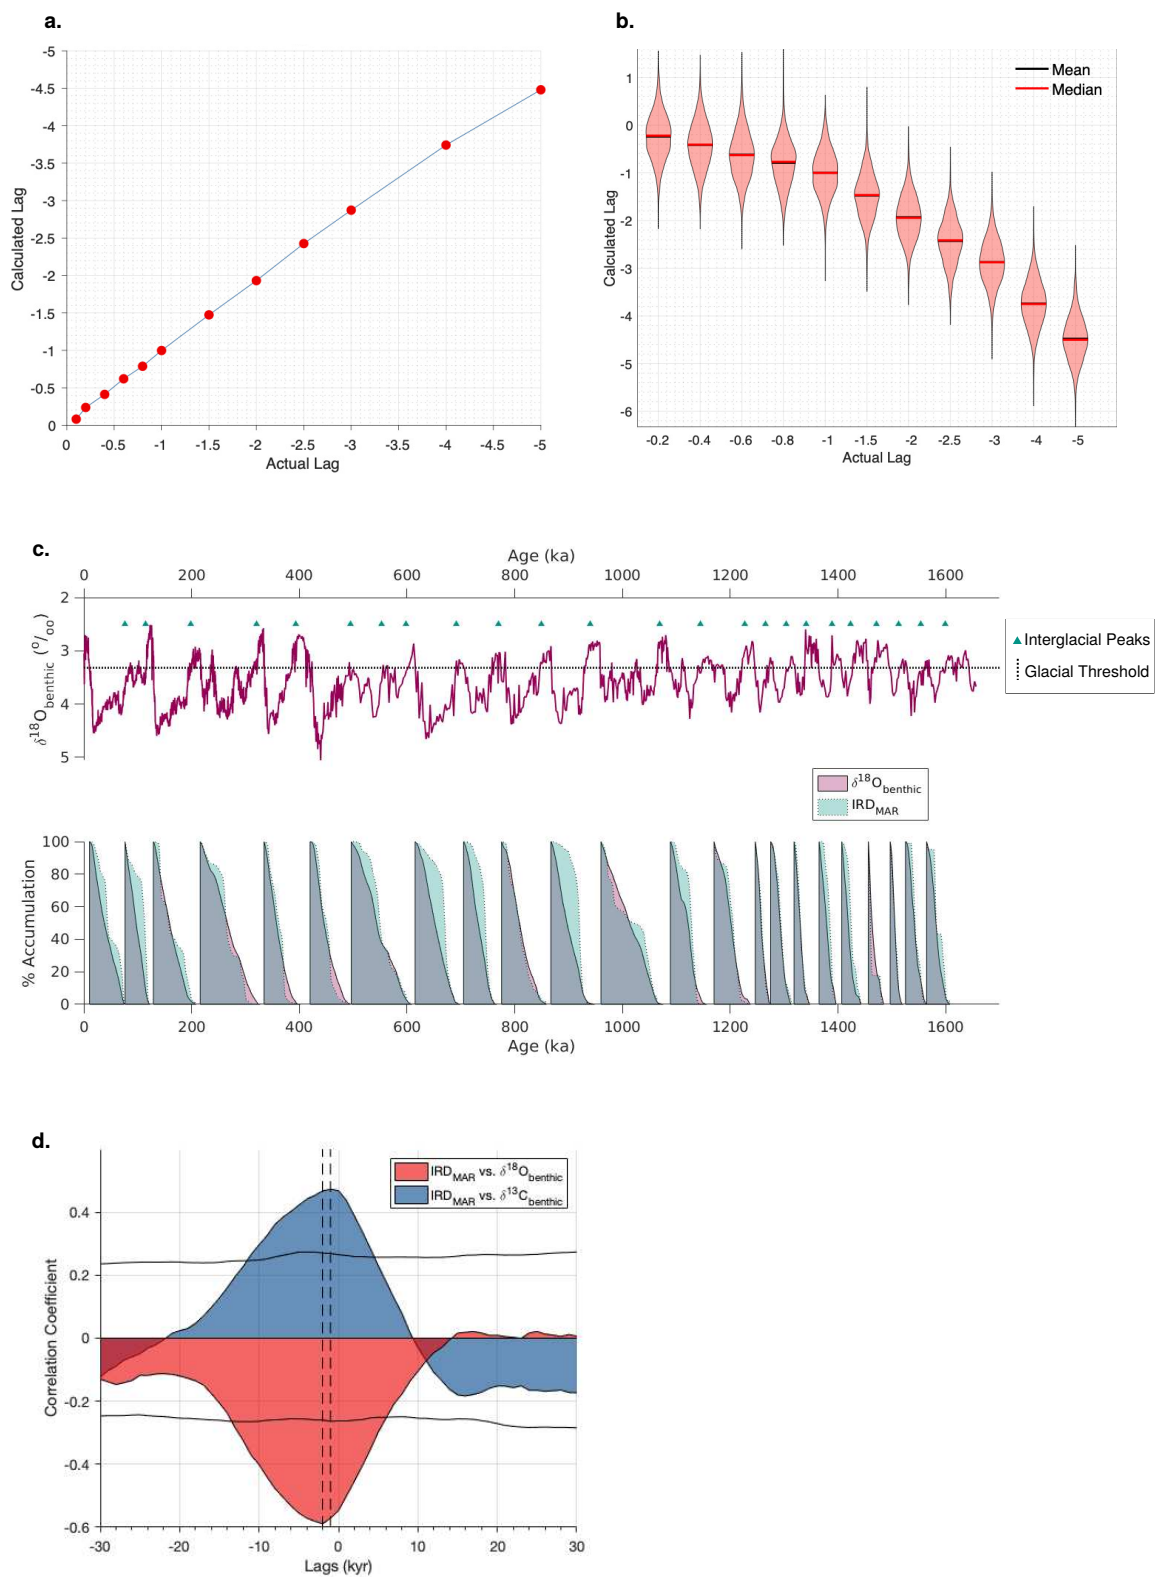 a.
-5
-4.5
-4
-3.5
-3
-2.5
-2
-1.5
-1
-0.5
0
Calculated Lag
0 -0.5 -1 -1.5 -2 -2.5 -3 -3.5 -4 -4.5 -5
Actual Lag
b.
Mean
Median
1
0
-1
-2
-3
-4
-5
-6
Calculated Lag
-0.2 -0.4 -0.6 -0.8 -1 -1.5 -2 -2.5 -3 -4 -5
Actual Lag
c.
Age (ka)
0 200 400 600 800 1000 1200 1400 1600
2
3
4
5
δ18Obenthic (o/oo)
Interglacial Peaks
Glacial Threshold
δ18Obenthic
IRDMAR
100
80
60
40
20
0
% Accumulation
0 200 400 600 800 1000 1200 1400 1600
Age (ka)
d.
IRDMAR vs. δ18Obenthic
IRDMAR vs. δ13Cbenthic
0.4
0.2
0
-0.2
-0.4
-0.6
Correlation Coefficient
-30 -20 -10 0 10 20 30
Lags (kyr)